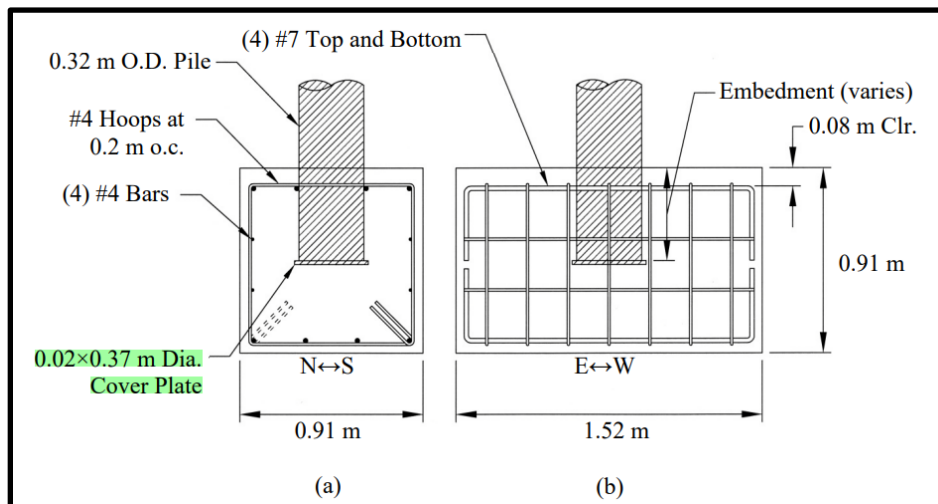 (4) #7 Top and Bottom
0.32 m O.D. Pile
Embedment (varies)
#4 Hoops at
0.2 m o.c.
0.08 m Clr.
(4) #4 Bars
0.91 m
0.02×0.37 m Dia.
Cover Plate
N↔S
E↔W
0.91 m
1.52 m
(a)
(b)